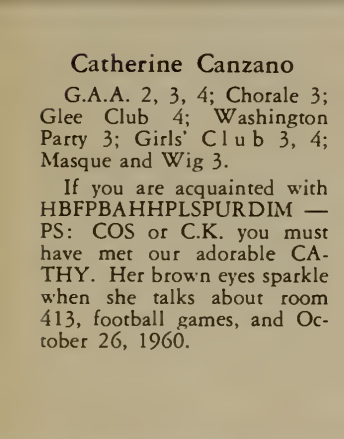 Catherine Canzano
G.A.A. 2, 3, 4; Chorale 3;
Glee Club 4; Washington
Party 3; Girls' Club 3, 4;
Masque and Wig 3.
If you are acquainted with
HBFPBAHHPLSPURDIM —
PS: COS or C.K. you must
have met our adorable CA-
THY. Her brown eyes sparkle
when she talks about room
413, football games, and Oc-
tober 26, 1960.